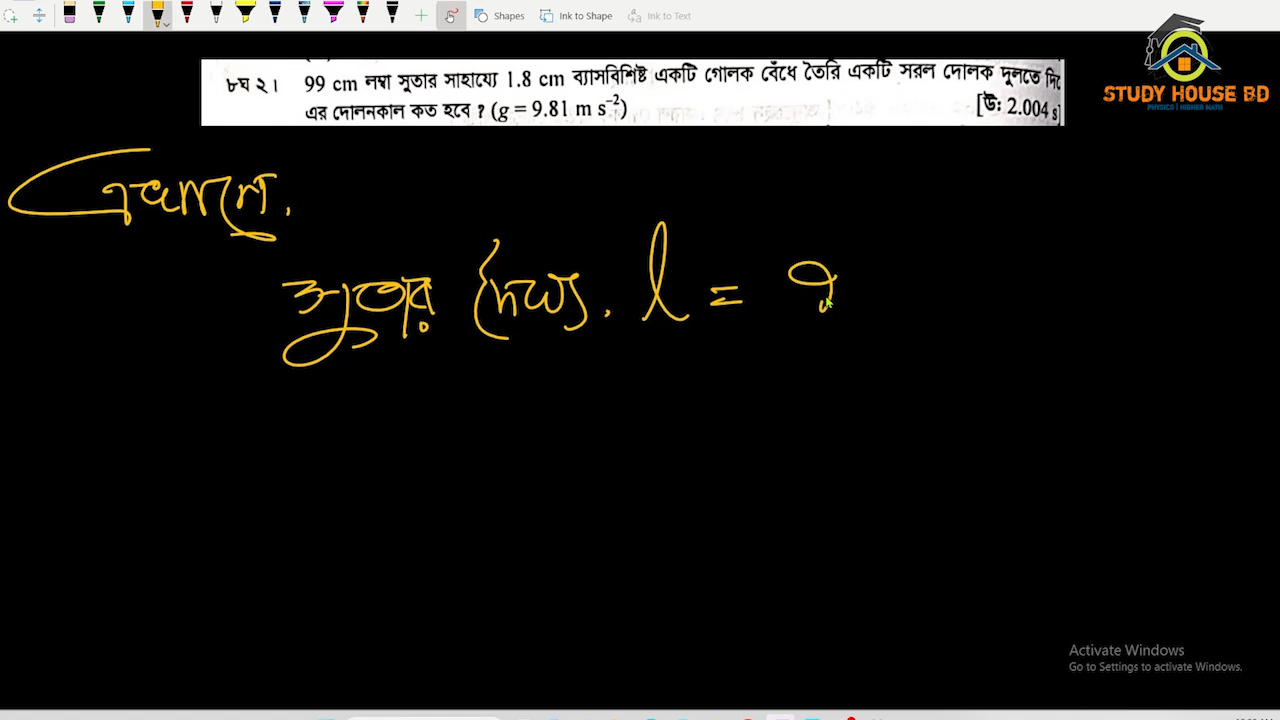 Shapes
Ink to Shape
Ink to Text
STUDY HOUSE BD
PHYSICS | HIGHER MATH
৮ঘ ২। 99 cm লম্বা সুতার সাহায্যে 1.8 cm ব্যাসবিশিষ্ট একটি গোলক বেঁধে তৈরি একটি সরল দোলক দুলতে দি
এর দোলনকাল কত হবে ? (g = 9.81 m s⁻²) [উ: 2.004 s]
এখানে,
সুতার দৈর্ঘ্য, l = 9
Activate Windows
Go to Settings to activate Windows.